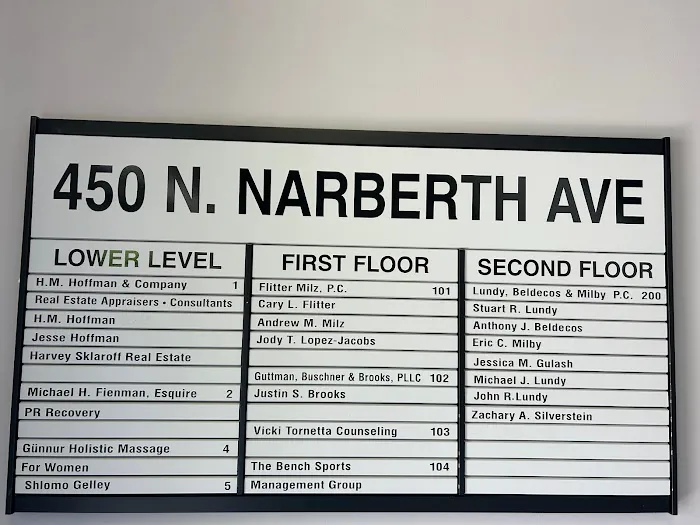 450 N. NARBERTH AVE
LOWER LEVEL
H.M. Hoffman & Company 1
Real Estate Appraisers • Consultants
H.M. Hoffman
Jesse Hoffman
Harvey Sklaroff Real Estate
Michael H. Fienman, Esquire 2
PR Recovery
Günnur Holistic Massage 4
For Women
Shlomo Gelley 5
FIRST FLOOR
Flitter Milz, P.C. 101
Cary L. Flitter
Andrew M. Milz
Jody T. Lopez-Jacobs
Guttman, Buschner & Brooks, PLLC 102
Justin S. Brooks
Vicki Tornetta Counseling 103
The Bench Sports 104
Management Group
SECOND FLOOR
Lundy, Beldecos & Milby P.C. 200
Stuart R. Lundy
Anthony J. Beldecos
Eric C. Milby
Jessica M. Gulash
Michael J. Lundy
John R.Lundy
Zachary A. Silverstein